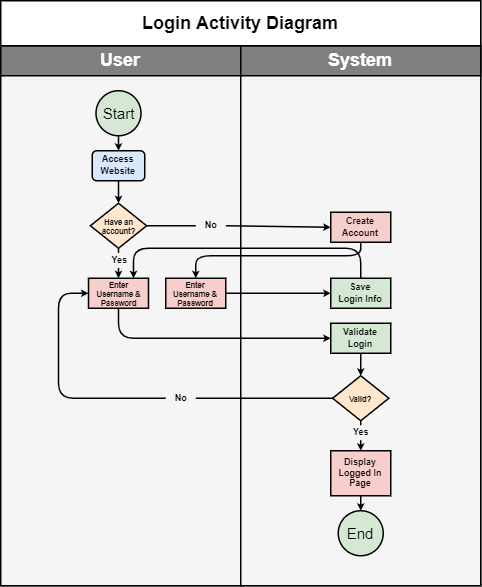 Login Activity Diagram
User
System
Start
Access
Website
Have an
account?
No
Create
Account
Yes
Enter
Username &
Password
Enter
Username &
Password
Save
Login Info
Validate
Login
Valid?
No
Yes
Display
Logged In
Page
End